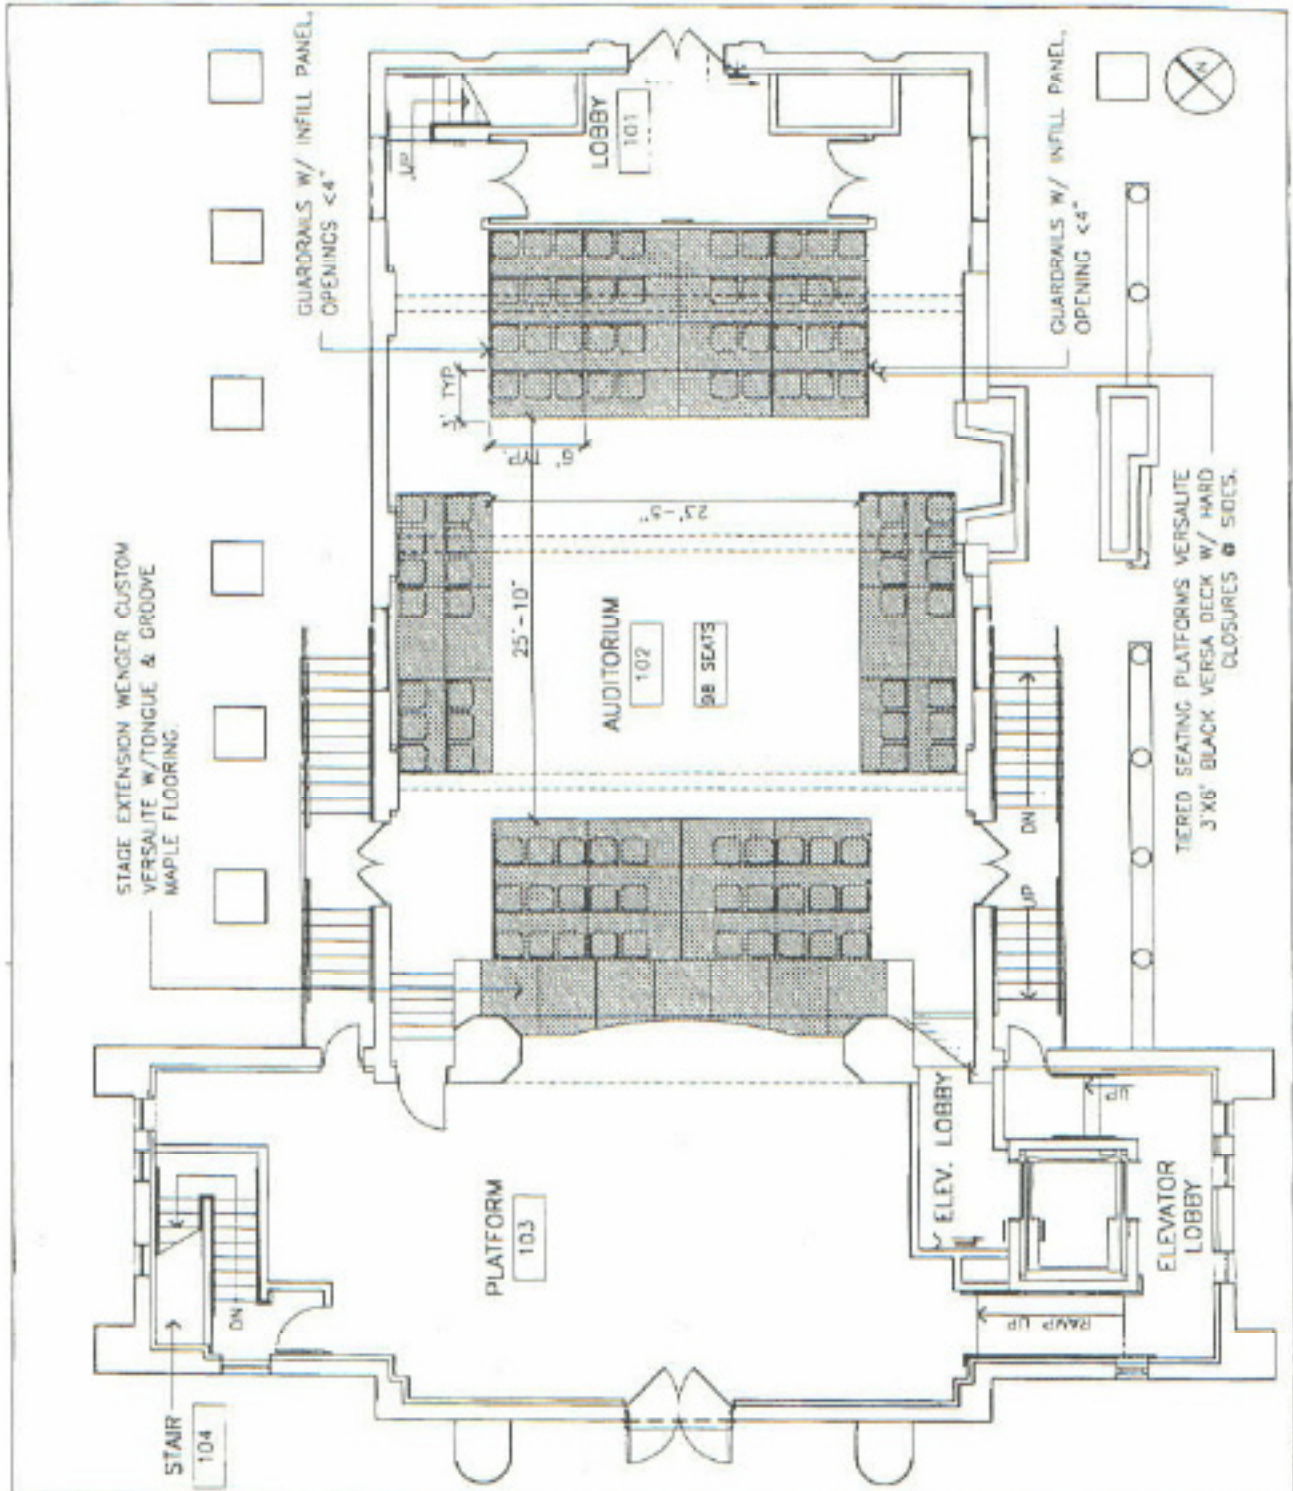 GUARDRAILS W/ INFILL PANEL,
OPENINGS <4"
STAGE EXTENSION WENGER CUSTOM
VERSALITE W/TONGUE & GROOVE
MAPLE FLOORING.
STAIR
104
DN
UP
LOBBY
101
3' TYP.
6' TYP.
25'-10"
23'-5"
AUDITORIUM
102
98 SEATS
PLATFORM
103
ELEV. LOBBY
ELEVATOR
LOBBY
RAMP UP
UP
UP
DN
GUARDRAILS W/ INFILL PANEL,
OPENING <4"
TIERED SEATING PLATFORMS VERSALITE
3'X6' BLACK VERSA DECK W/ HARD
CLOSURES @ SIDES.
N